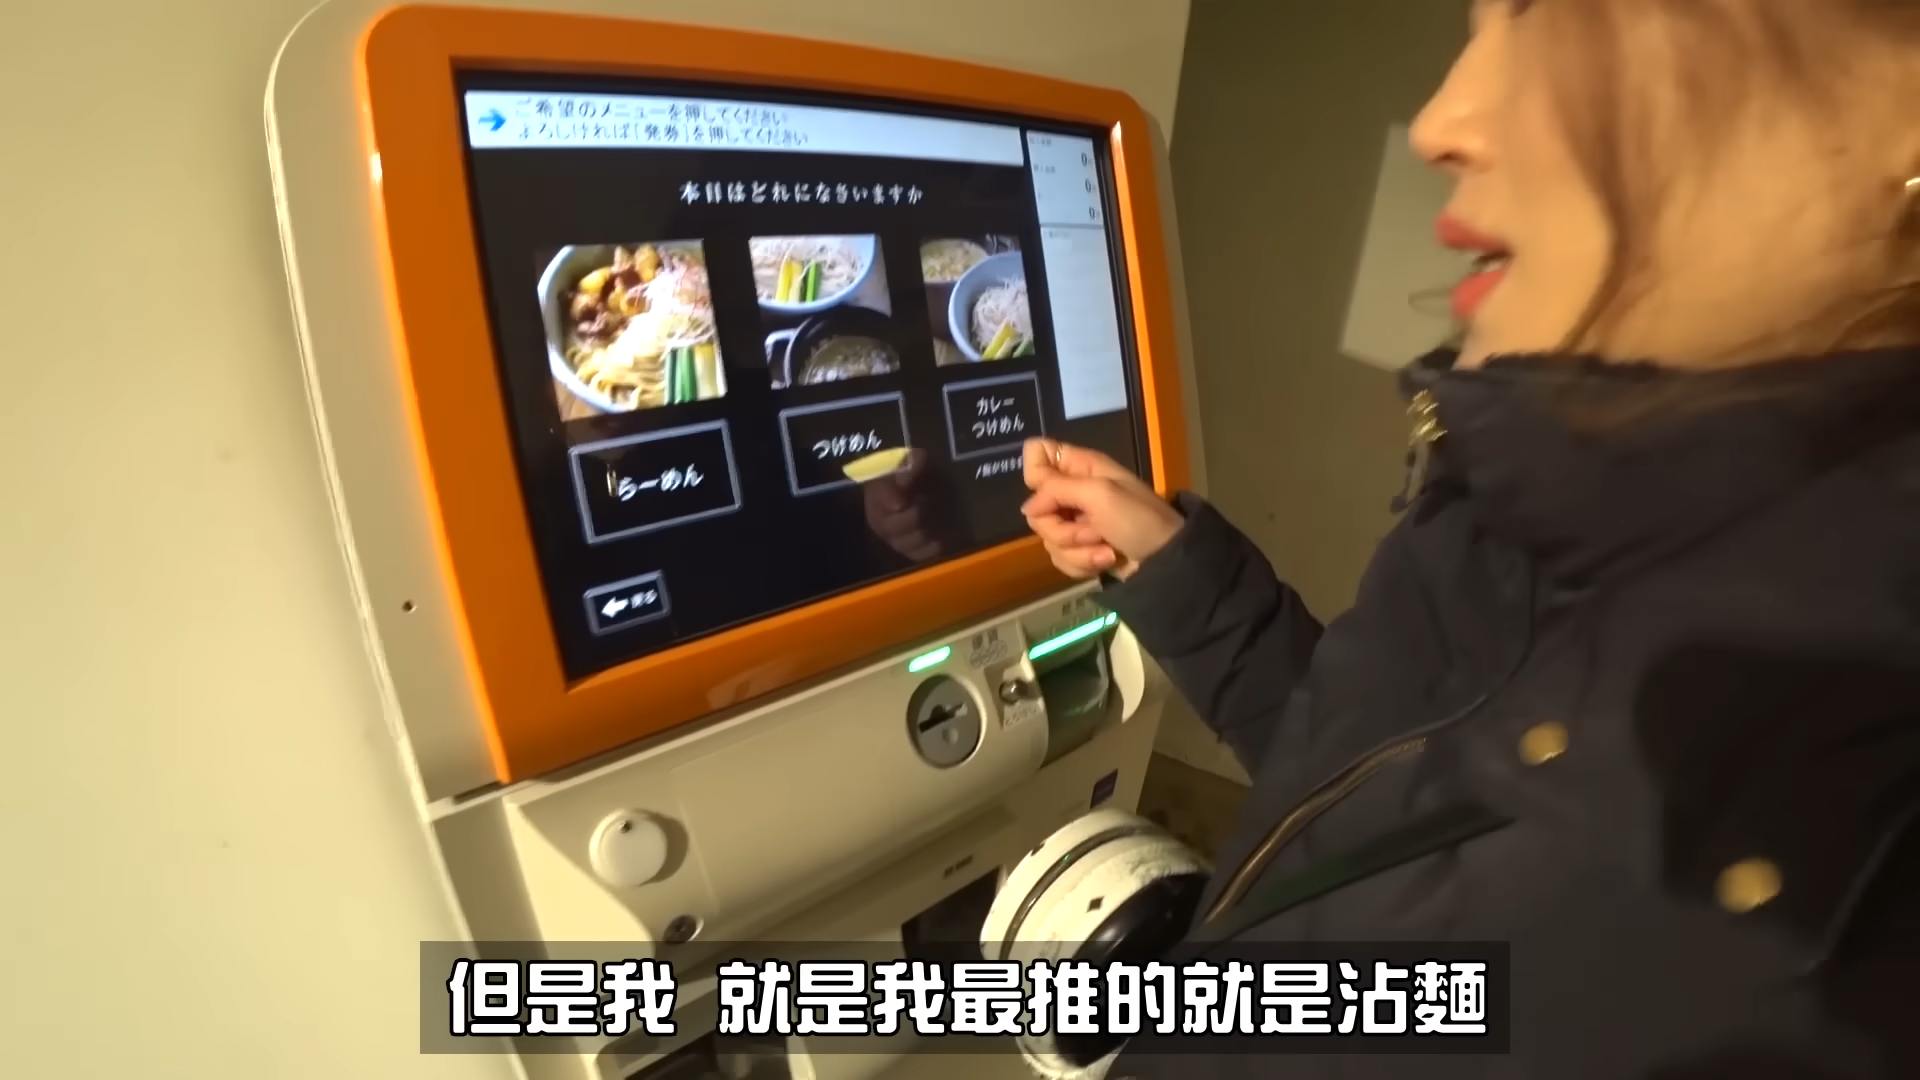 ご希望のメニューを押してください
よろしければ[発券]を押してください
本日はどれになさいますか
らーめん
つけめん
カレー
つけめん
戻る
0
0
0
但是我 就是我最推的就是沾麵